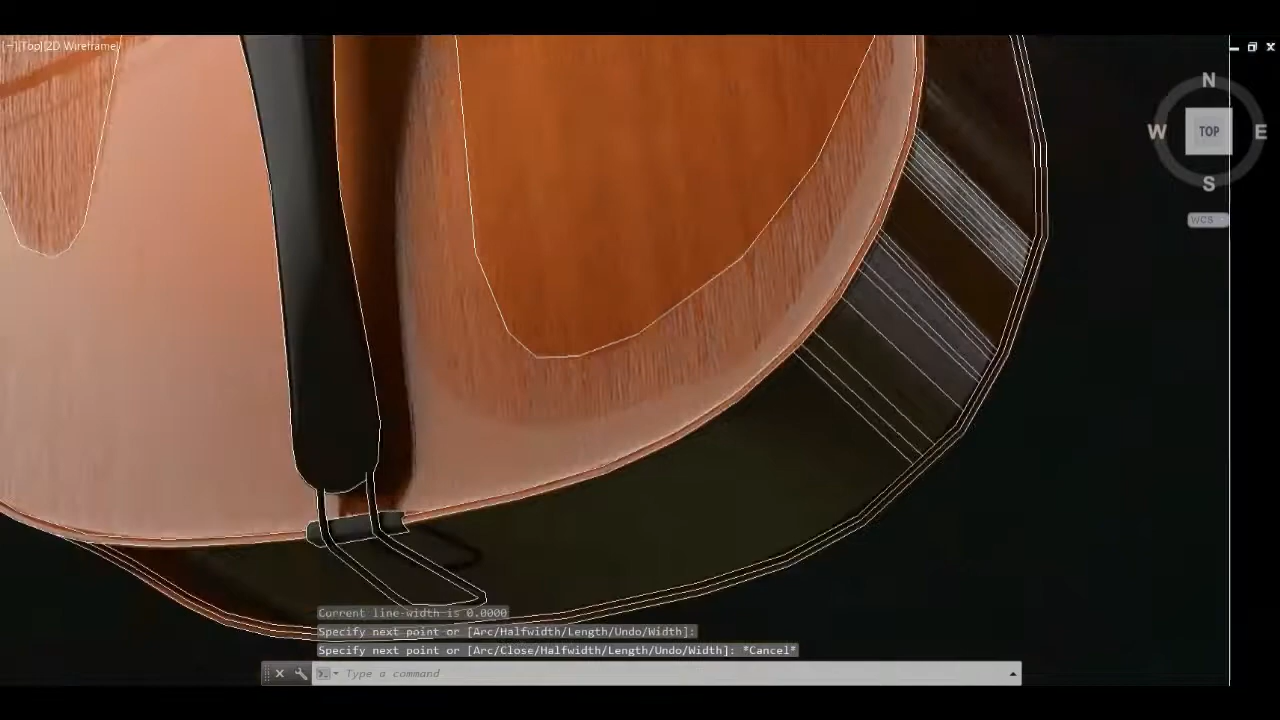 [−][Top][2D Wireframe]
N
W TOP E
S
WCS
Current line-width is 0.0000
Specify next point or [Arc/Halfwidth/Length/Undo/Width]:
Specify next point or [Arc/Close/Halfwidth/Length/Undo/Width]: *Cancel*
Type a command